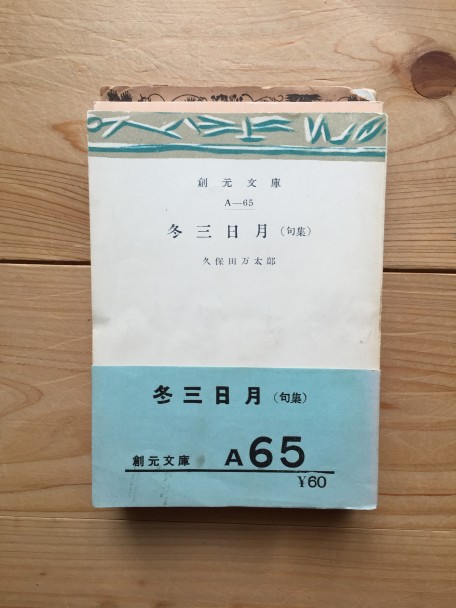 創元文庫
A—65
冬三日月(句集)
久保田万太郎
冬三日月(句集)
創元文庫 A65
¥60